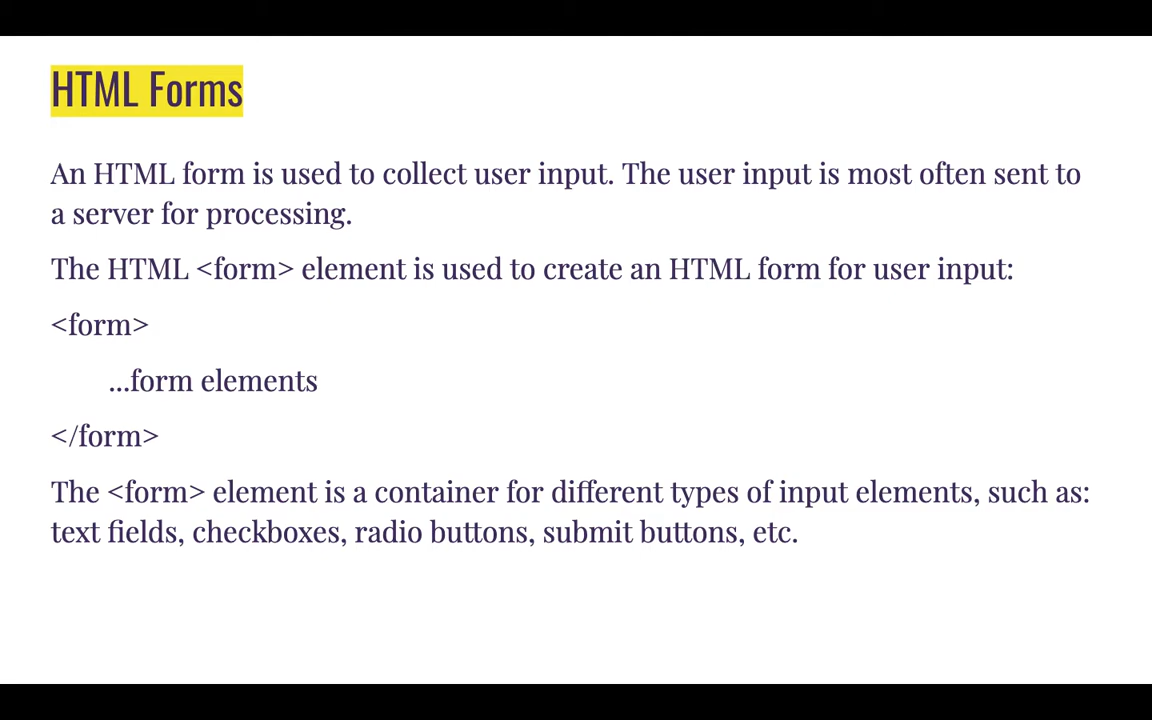 HTML Forms
An HTML form is used to collect user input. The user input is most often sent to
a server for processing.
The HTML <form> element is used to create an HTML form for user input:
<form>
...form elements
</form>
The <form> element is a container for different types of input elements, such as:
text fields, checkboxes, radio buttons, submit buttons, etc.